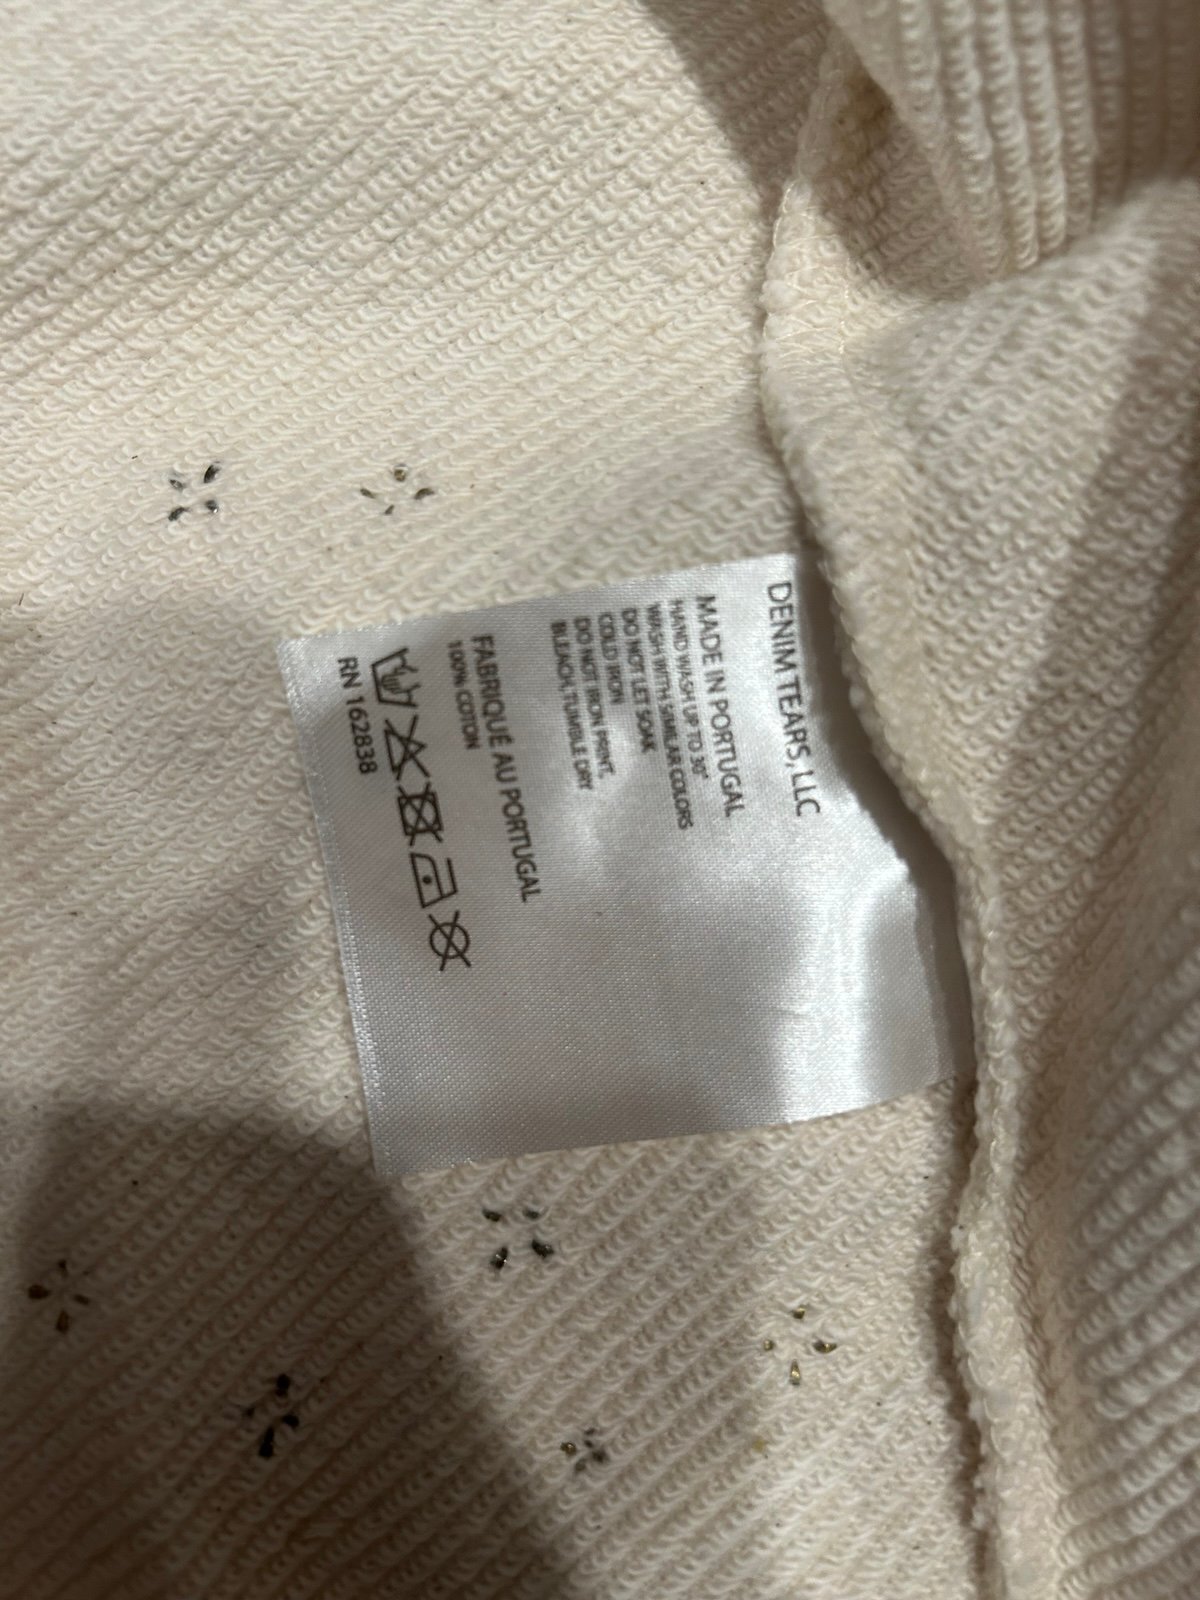 DENIM TEARS, LLC
MADE IN PORTUGAL
HAND WASH UP TO 30°
WASH WITH SIMILAR COLORS
DO NOT LET SOAK
COLD IRON
DO NOT IRON PRINT,
BLEACH, TUMBLE DRY
FABRIQUÉ AU PORTUGAL
100% COTON
RN 162838